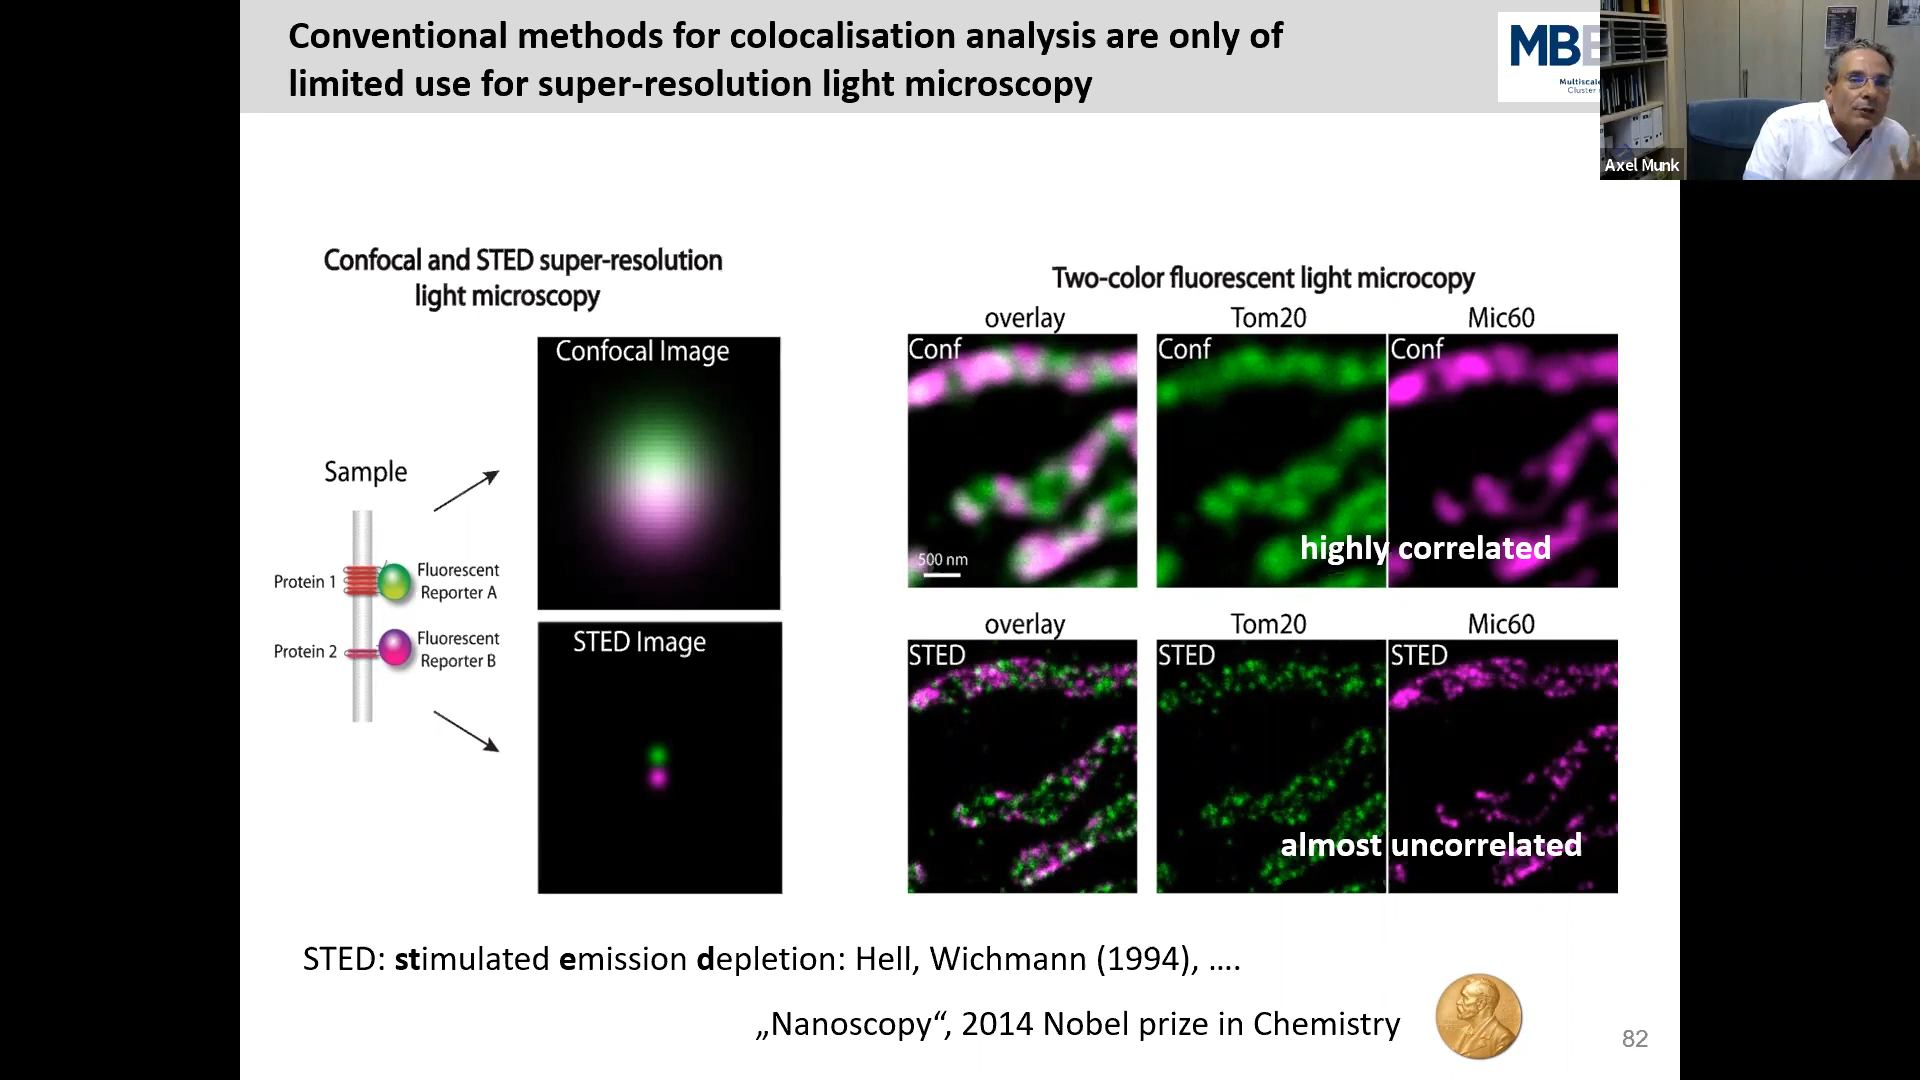 Conventional methods for colocalisation analysis are only of
limited use for super-resolution light microscopy
MBE
Multiscale
Cluster
Axel Munk
Confocal and STED super-resolution
light microscopy
Sample
Protein 1
Fluorescent
Reporter A
Protein 2
Fluorescent
Reporter B
Confocal Image
STED Image
Two-color fluorescent light microcopy
overlay
Tom20
Mic60
Conf
Conf
Conf
500 nm
highly correlated
overlay
Tom20
Mic60
STED
STED
STED
almost uncorrelated
STED: stimulated emission depletion: Hell, Wichmann (1994), ....
„Nanoscopy“, 2014 Nobel prize in Chemistry
82